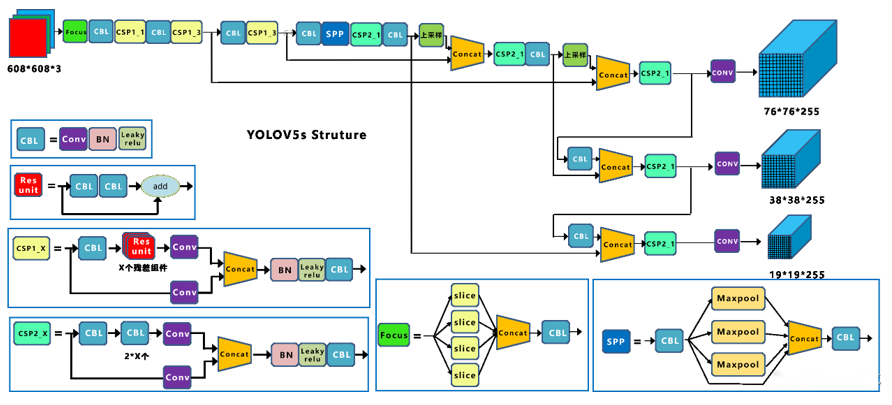 Focus CBL CSP1_1 CBL CSP1_3 CBL CSP1_3 CBL SPP CSP2_1 CBL 上采样
Concat CSP2_1 CBL 上采样
Concat CSP2_1 CONV
608*608*3
76*76*255
YOLOV5s Struture
CBL = Conv BN Leaky relu
CBL Concat CSP2_1 CONV
38*38*255
Res unit = CBL CBL add
CBL Concat CSP2_1 CONV
19*19*255
CSP1_X = CBL Res unit Conv
X个残差组件
Conv
Concat BN Leaky relu CBL
CSP2_X = CBL CBL Conv
2*X个
Conv
Concat BN Leaky relu CBL
Focus = slice
slice
slice
slice
Concat CBL
SPP = CBL Maxpool
Maxpool
Maxpool
Concat CBL